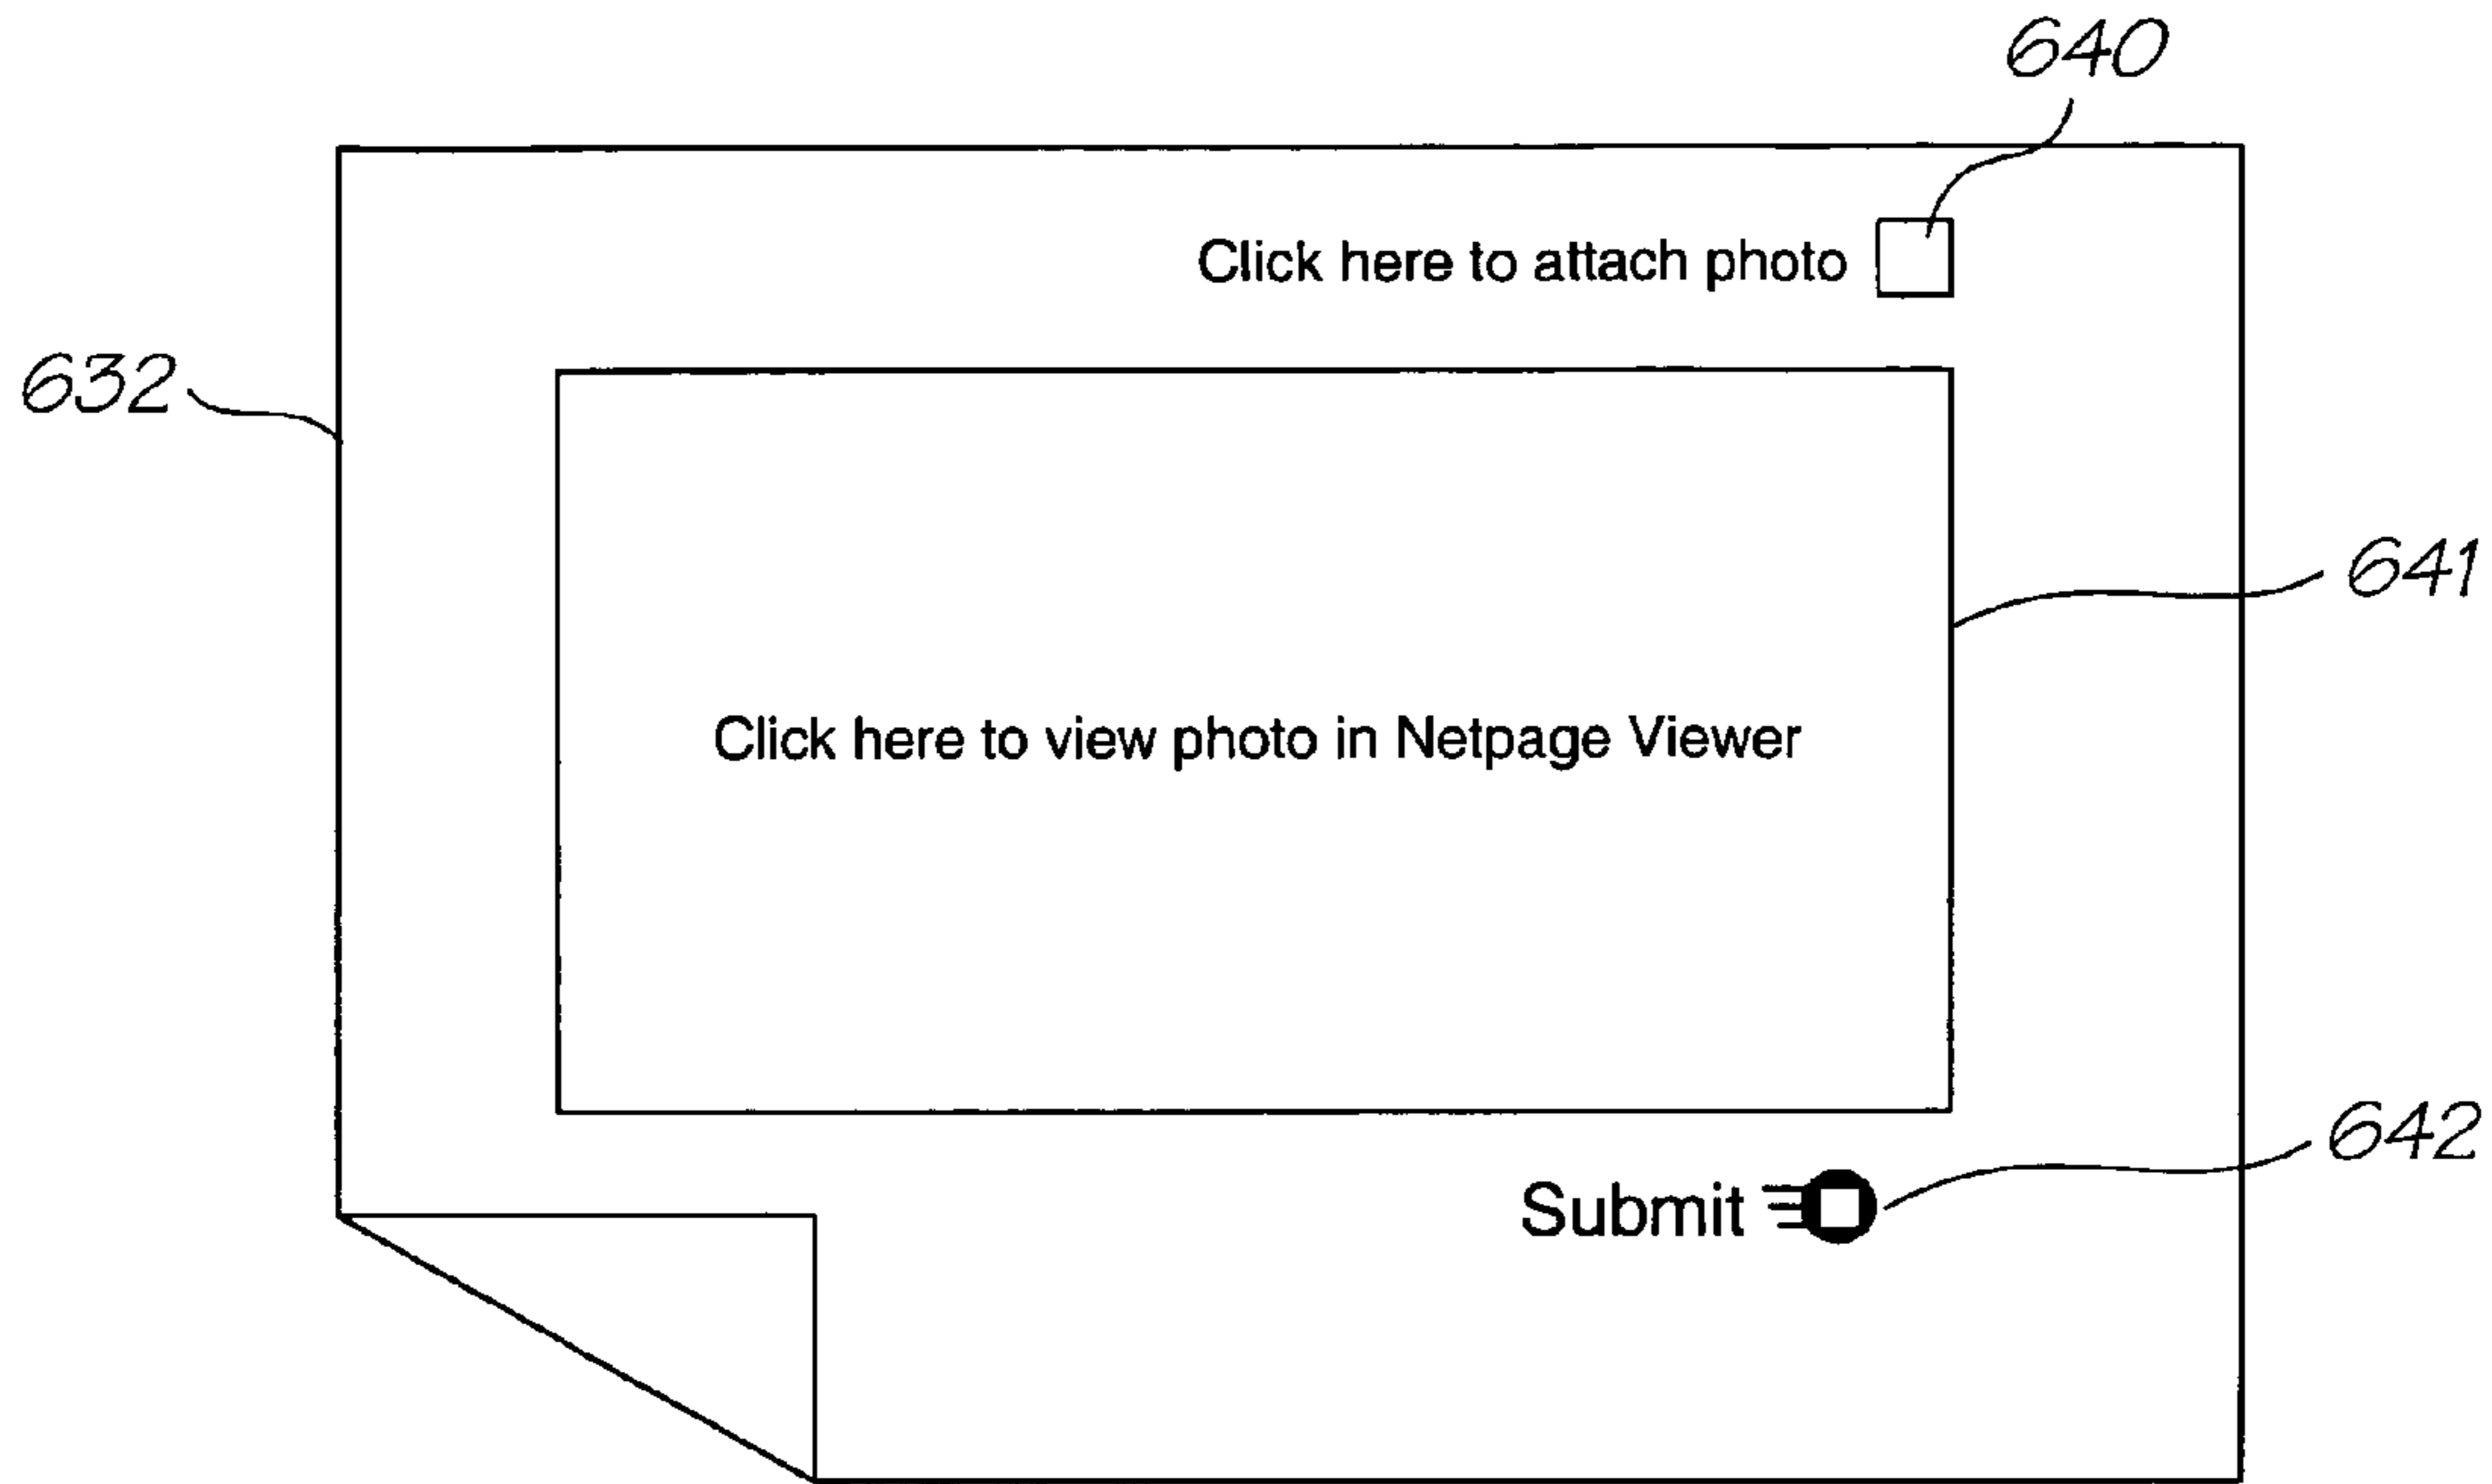 640
Click here to attach photo
632
641
Click here to view photo in Netpage Viewer
642
Submit